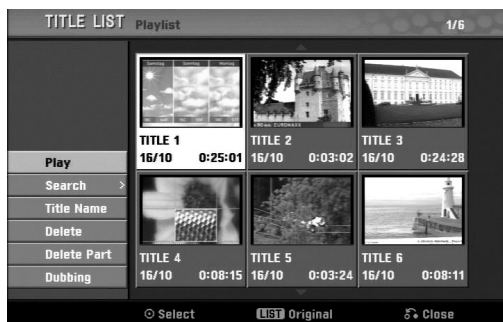 TITLE LIST Playlist 1/6
Samstag Sonntag Montag
TITLE 1
16/10 0:25:01
TITLE 2
16/10 0:03:02
TITLE 3
16/10 0:24:28
Play
Search >
Title Name
Delete
Delete Part
Dubbing
TITLE 4
16/10 0:08:15
TITLE 5
16/10 0:03:24
TITLE 6
16/10 0:08:11
Select LIST Original Close